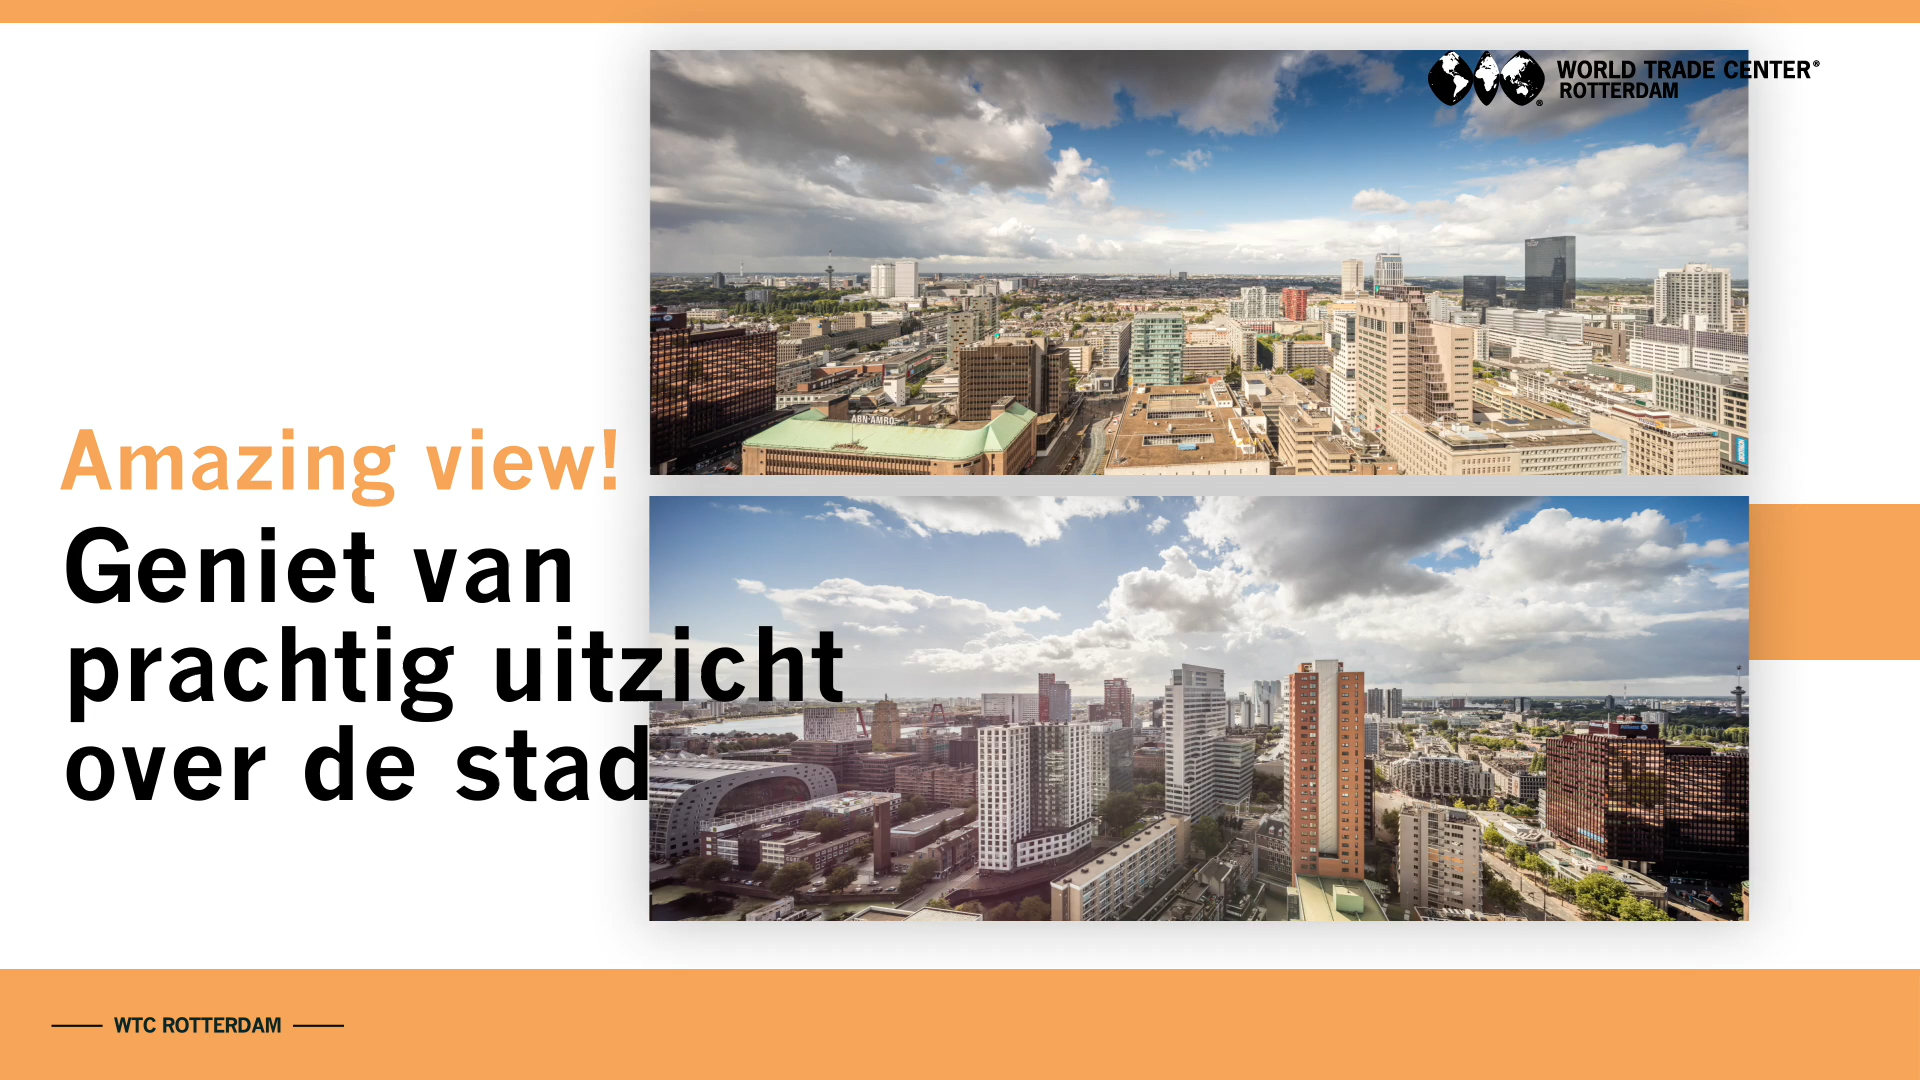 WORLD TRADE CENTER®
ROTTERDAM
ABN·AMRO
Amazing view!
Geniet van
prachtig uitzicht
over de stad
WTC ROTTERDAM